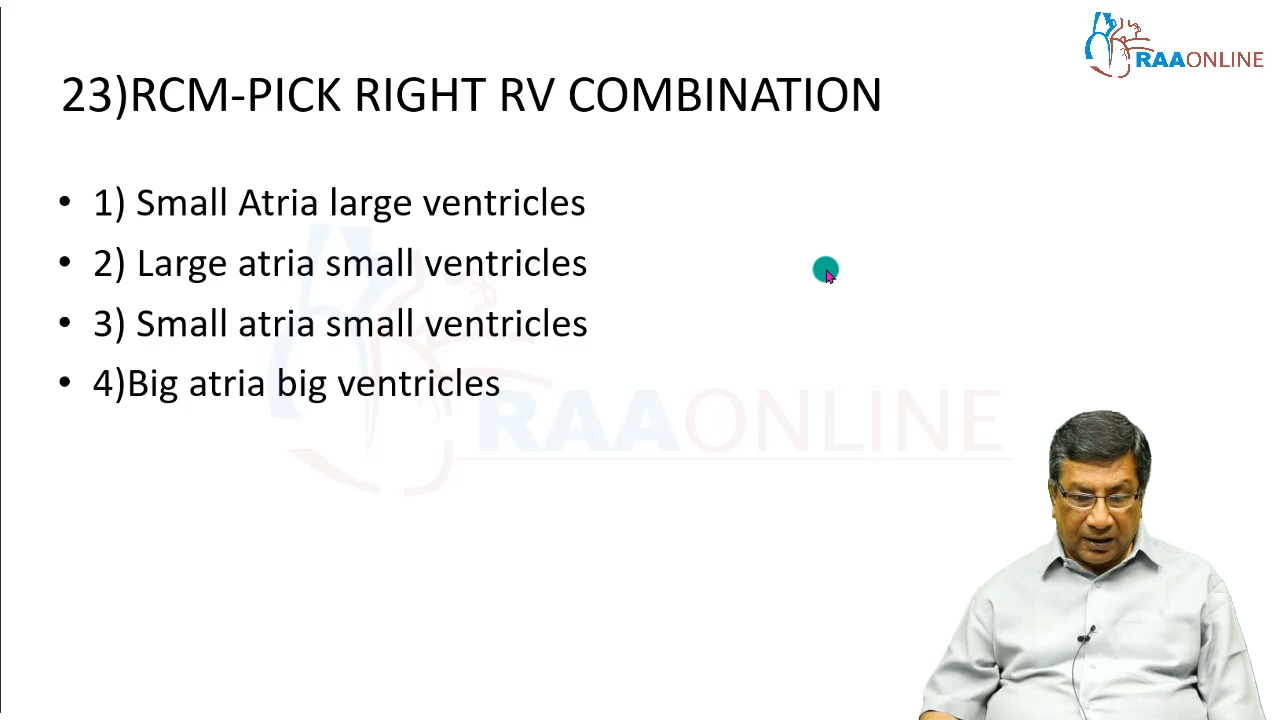 RAAONLINE
23)RCM-PICK RIGHT RV COMBINATION
• 1) Small Atria large ventricles
• 2) Large atria small ventricles
• 3) Small atria small ventricles
• 4)Big atria big ventricles
RAAONLINE